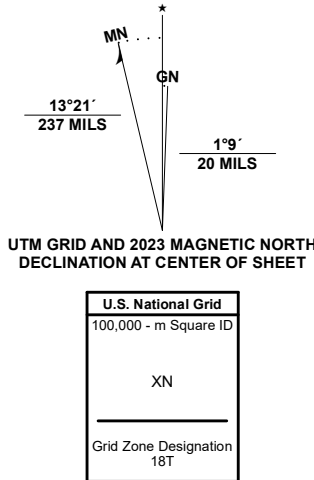 ★
MN
GN
13°21´
237 MILS
1°9´
20 MILS
UTM GRID AND 2023 MAGNETIC NORTH
DECLINATION AT CENTER OF SHEET
U.S. National Grid
100,000 - m Square ID
XN
Grid Zone Designation
18T